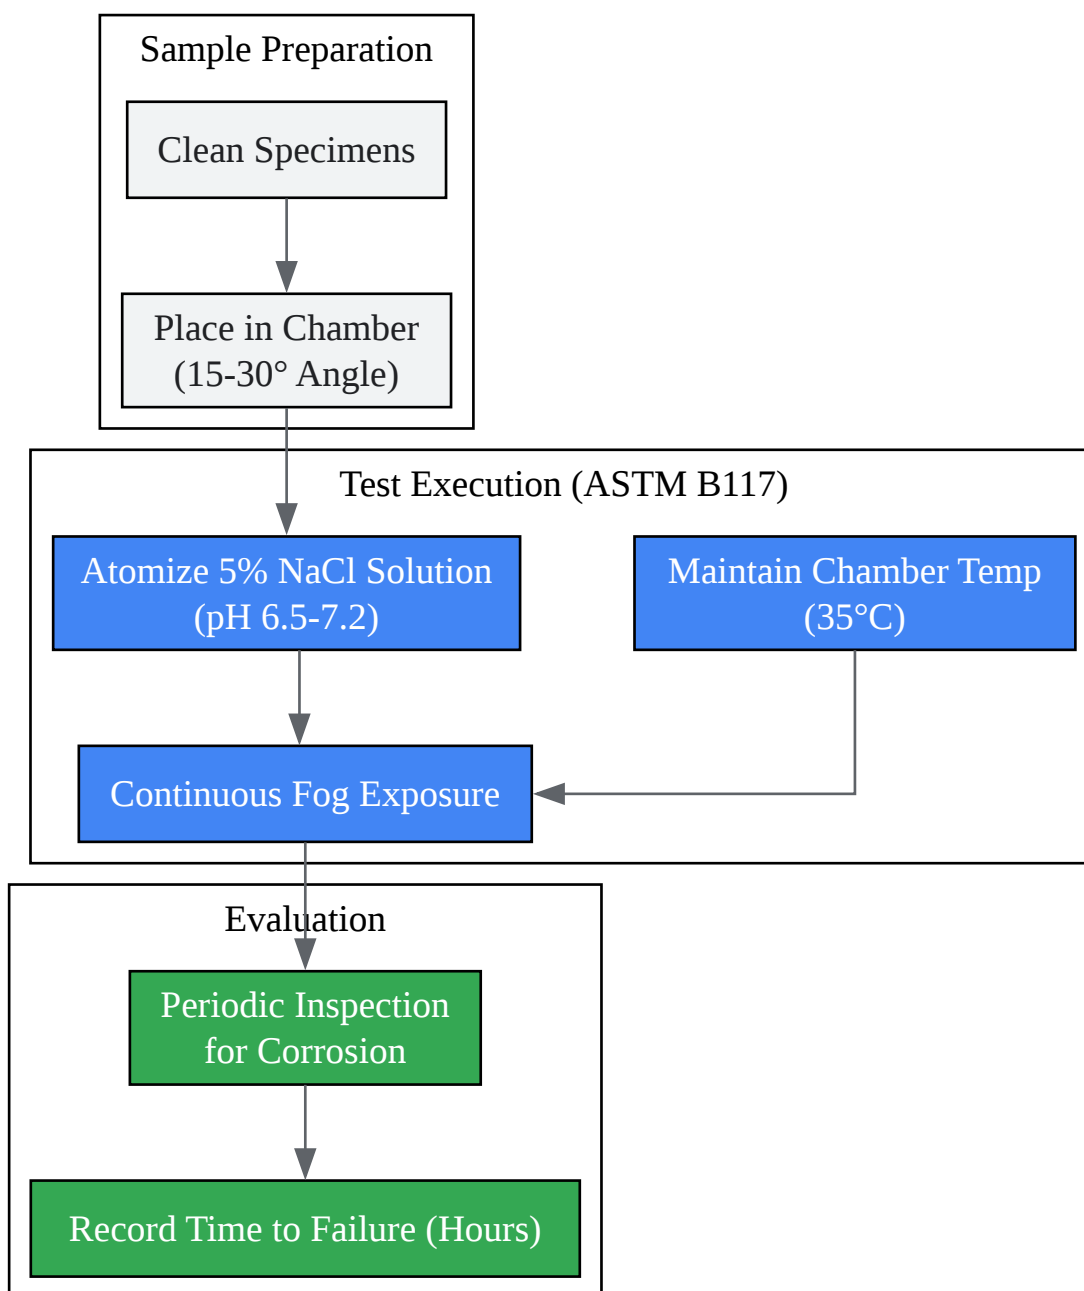 Sample Preparation
Clean Specimens
Place in Chamber
(15-30° Angle)
Test Execution (ASTM B117)
Atomize 5% NaCl Solution
(pH 6.5-7.2)
Maintain Chamber Temp
(35°C)
Continuous Fog Exposure
Evaluation
Periodic Inspection
for Corrosion
Record Time to Failure (Hours)